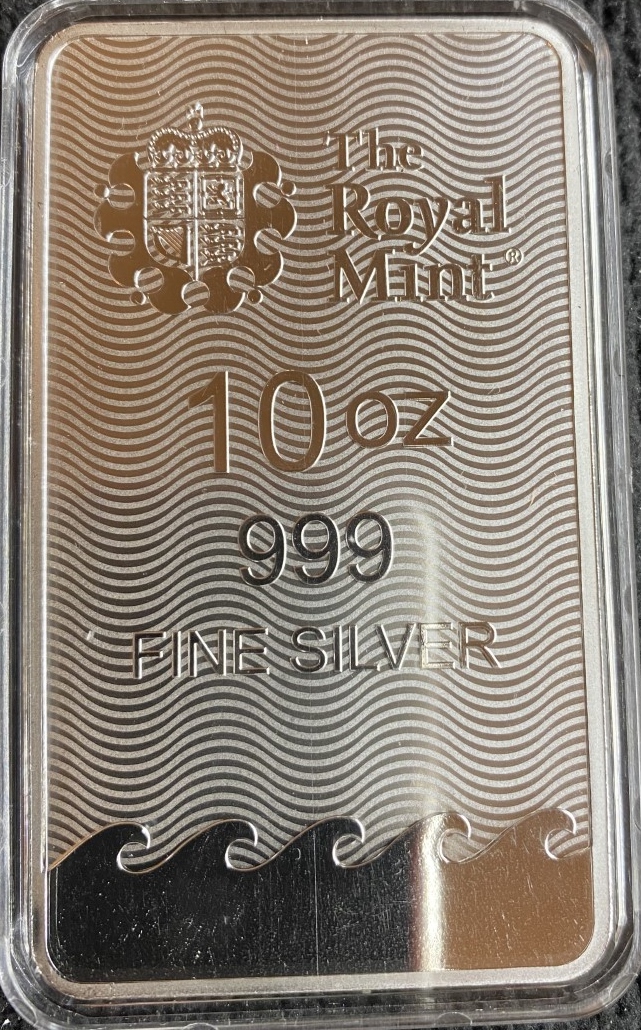 The
Royal
Mint®
10 oz
999
FINE SILVER